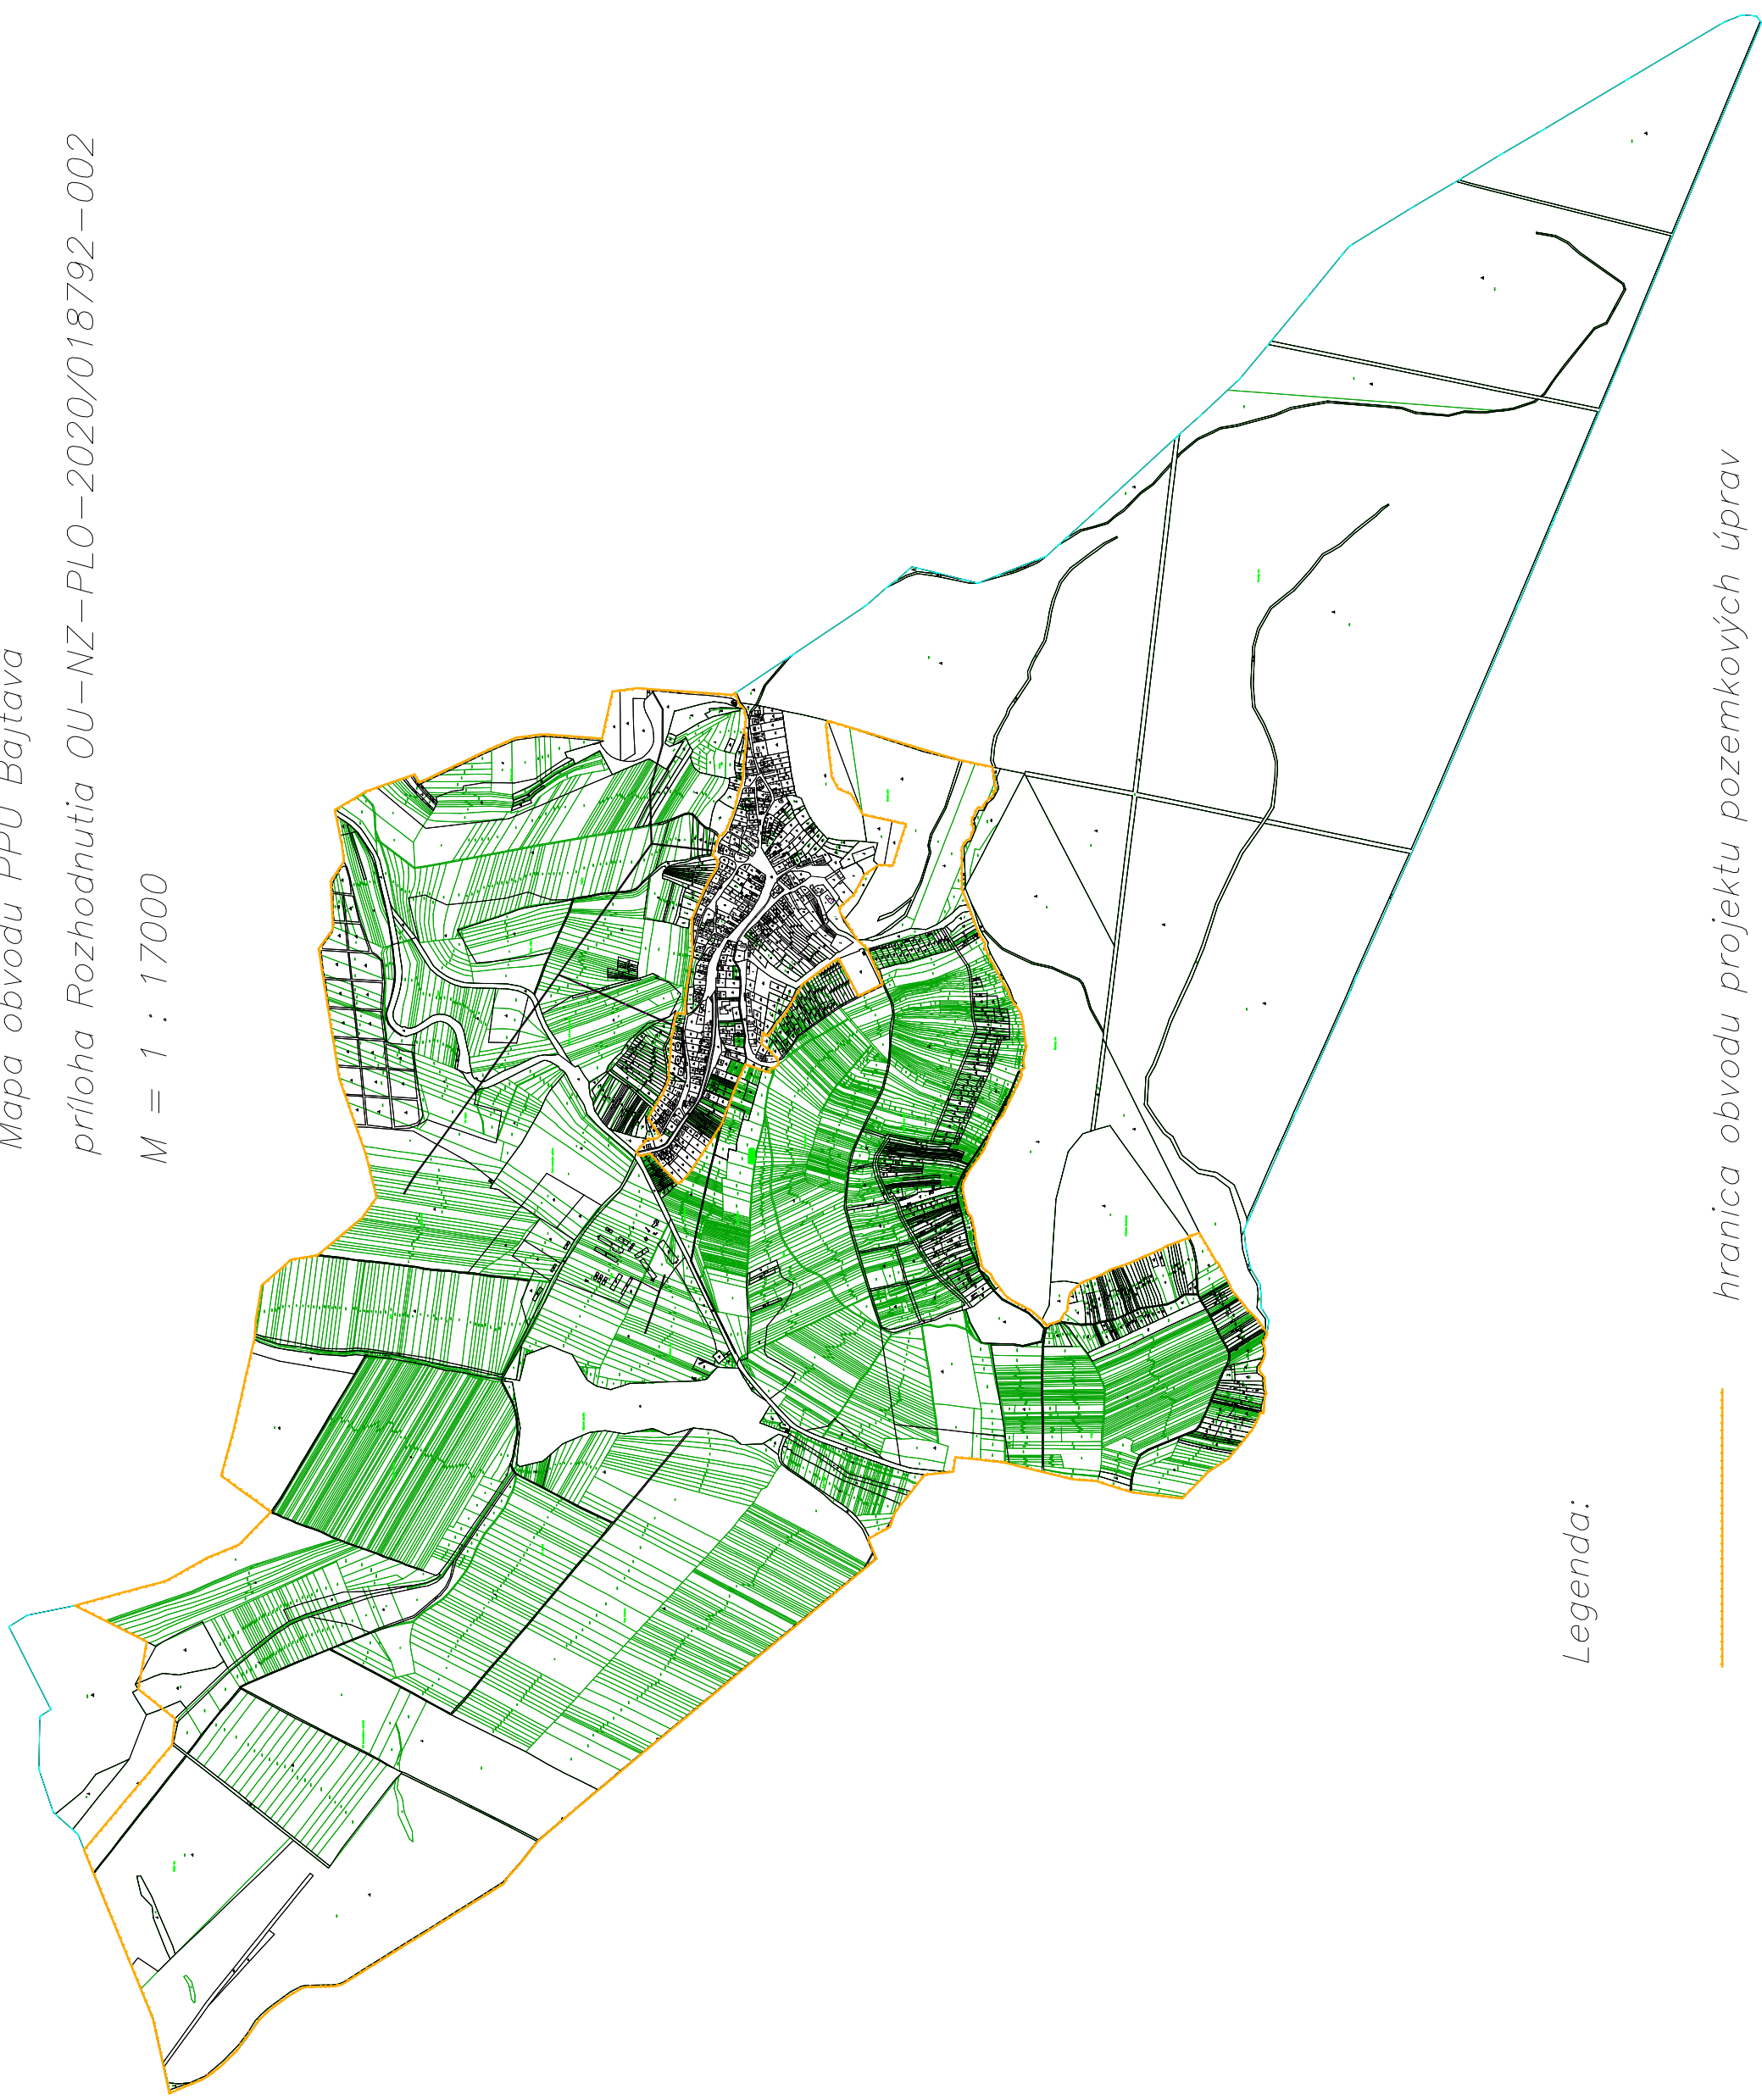 Mapa obvodu PPÚ Bajtava
príloha Rozhodnutia OU-NZ-PLO-2020/018792-002
M = 1 : 17000
Legenda:
hranica obvodu projektu pozemkových úprav